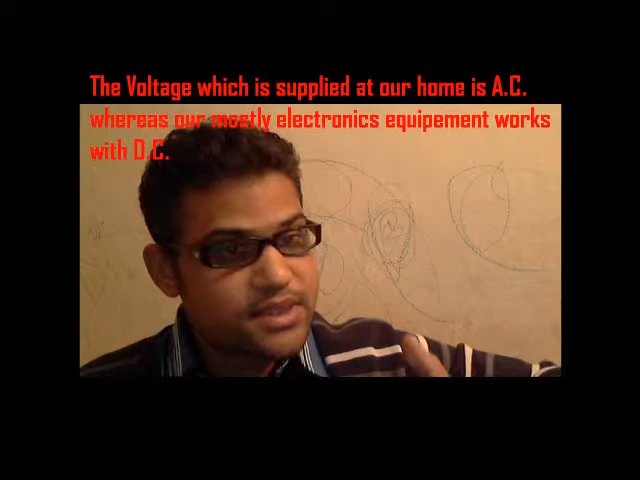 The Voltage which is supplied at our home is A.C.
whereas our mostly electronics equipement works
with D.C.